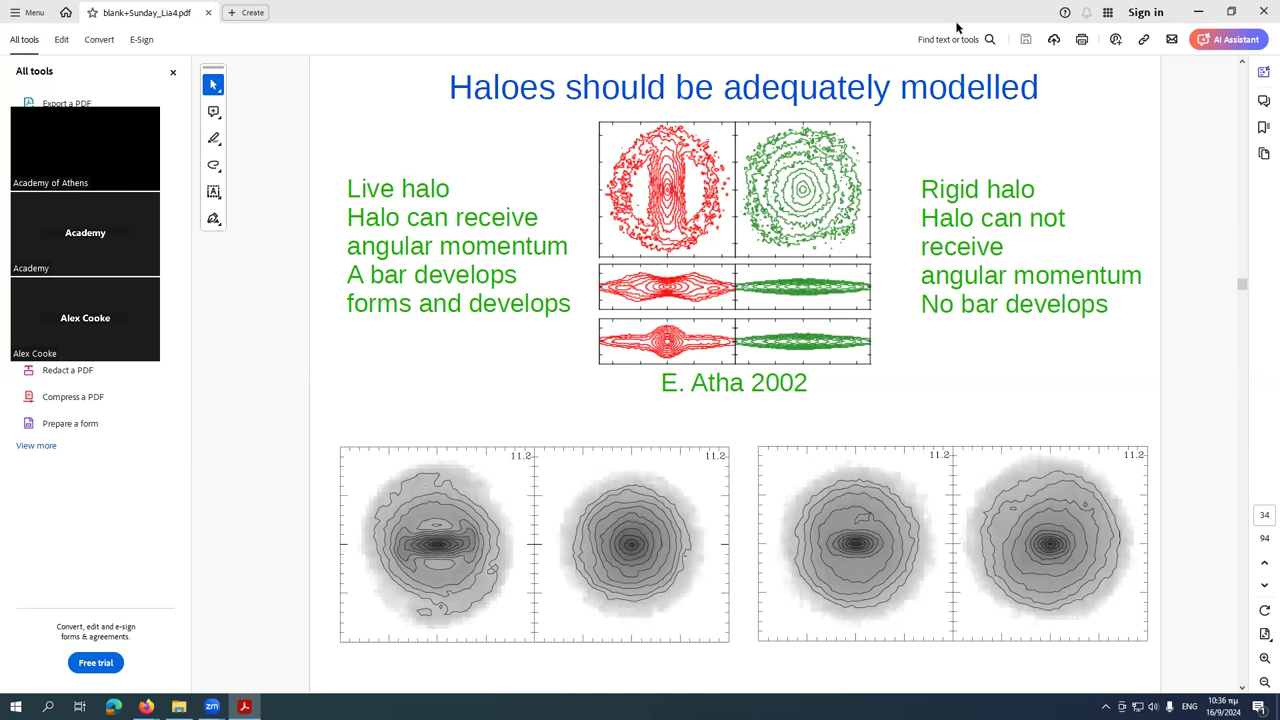 Menu
blank+Sunday_Lia4.pdf
Create
Sign in
All tools
Edit
Convert
E-Sign
Find text or tools
AI Assistant
All tools
Export a PDF
Academy of Athens
Academy
Academy
Alex Cooke
Alex Cooke
Redact a PDF
Compress a PDF
Prepare a form
View more
Convert, edit and e-sign
forms & agreements.
Free trial
Haloes should be adequately modelled
Live halo
Halo can receive
angular momentum
A bar develops
forms and develops
Rigid halo
Halo can not
receive
angular momentum
No bar develops
E. Atha 2002
11.2
11.2
11.2
11.2
34
94
zm
ENG
10:36 πμ
16/9/2024
1